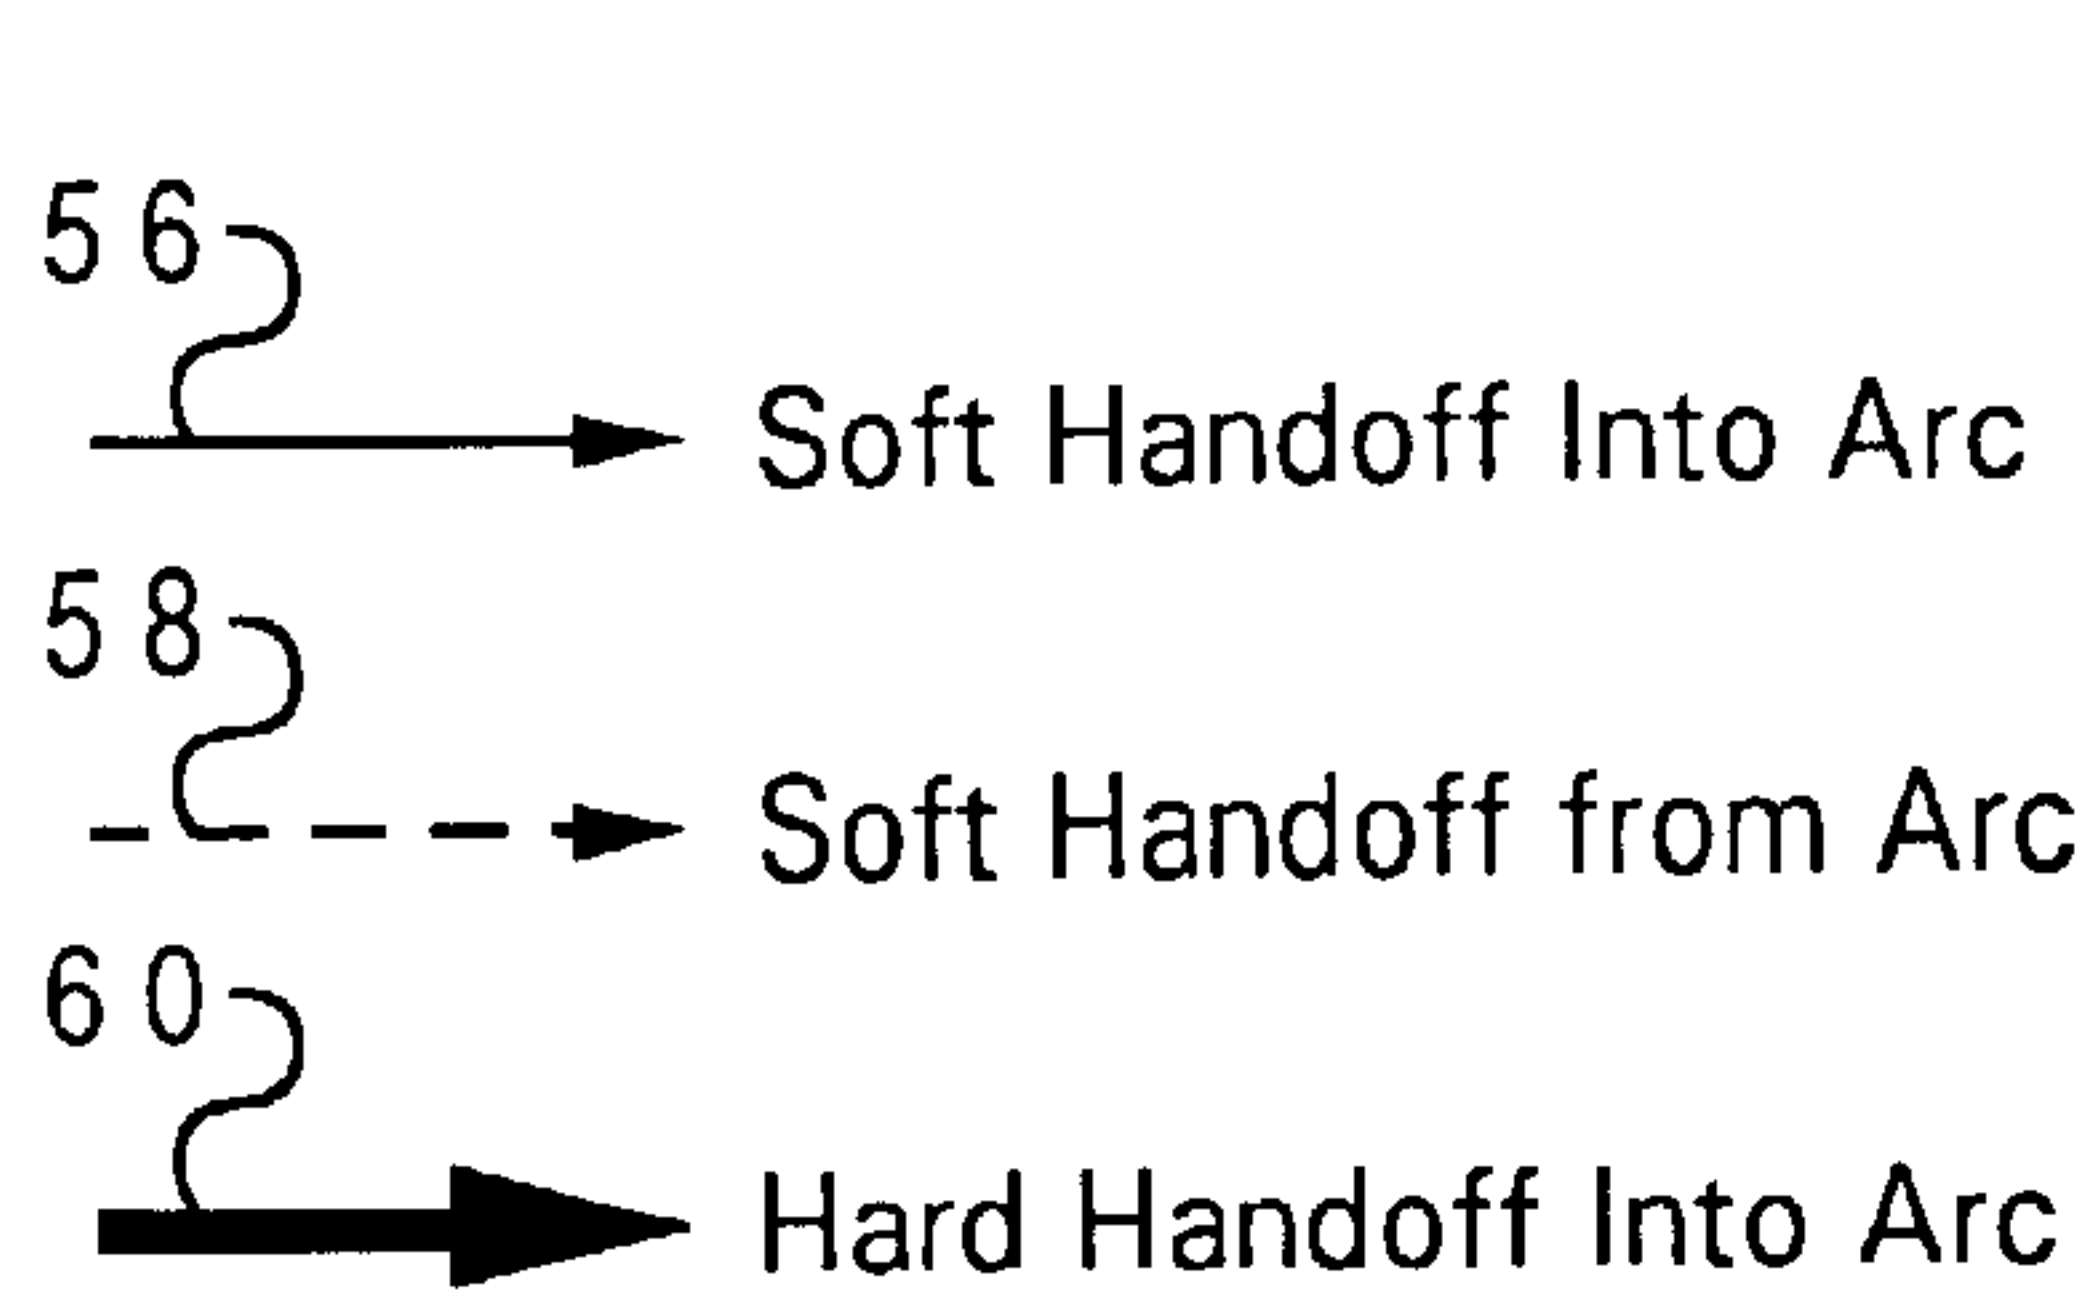 56
Soft Handoff Into Arc
58
Soft Handoff from Arc
60
Hard Handoff Into Arc